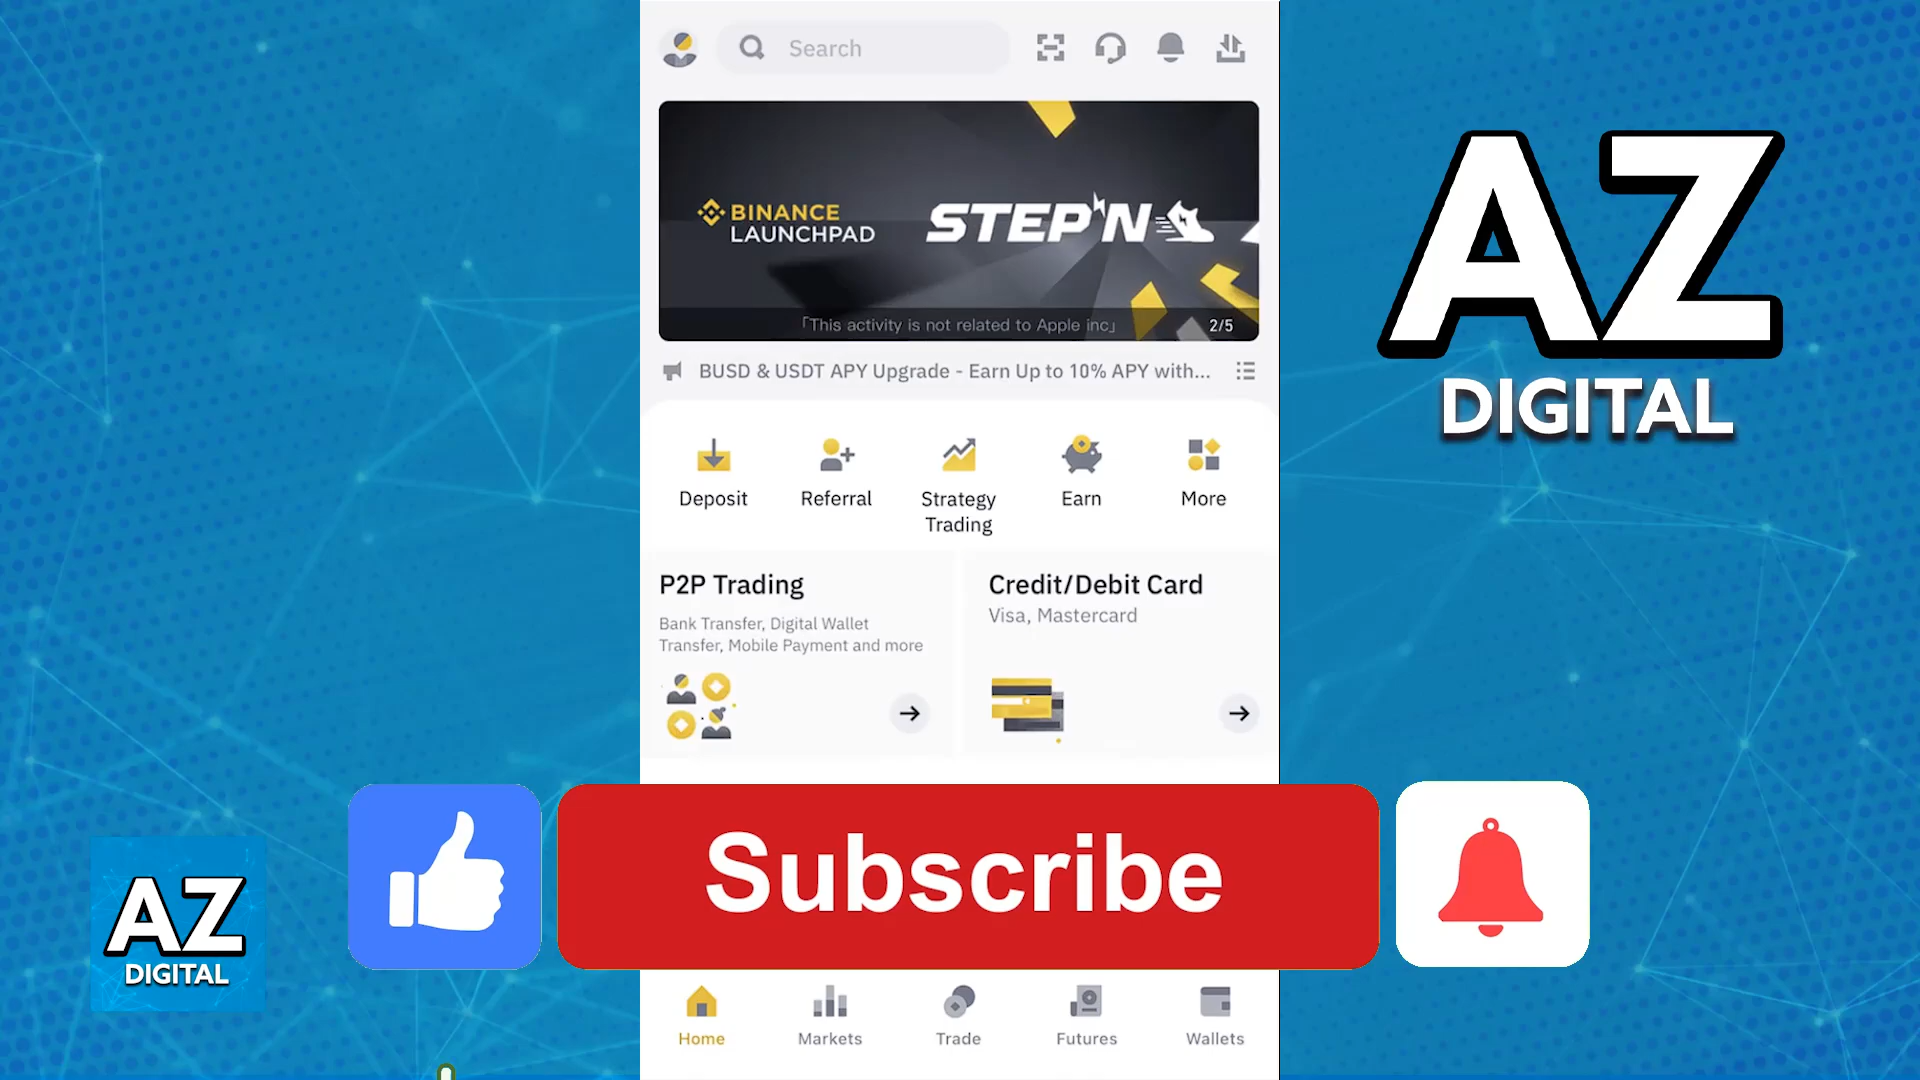 Search
BINANCE
LAUNCHPAD
STEP'N
「This activity is not related to Apple inc」
2/5
BUSD & USDT APY Upgrade - Earn Up to 10% APY with...
Deposit
Referral
Strategy
Trading
Earn
More
P2P Trading
Bank Transfer, Digital Wallet
Transfer, Mobile Payment and more
Credit/Debit Card
Visa, Mastercard
AZ
DIGITAL
Subscribe
AZ
DIGITAL
Home
Markets
Trade
Futures
Wallets